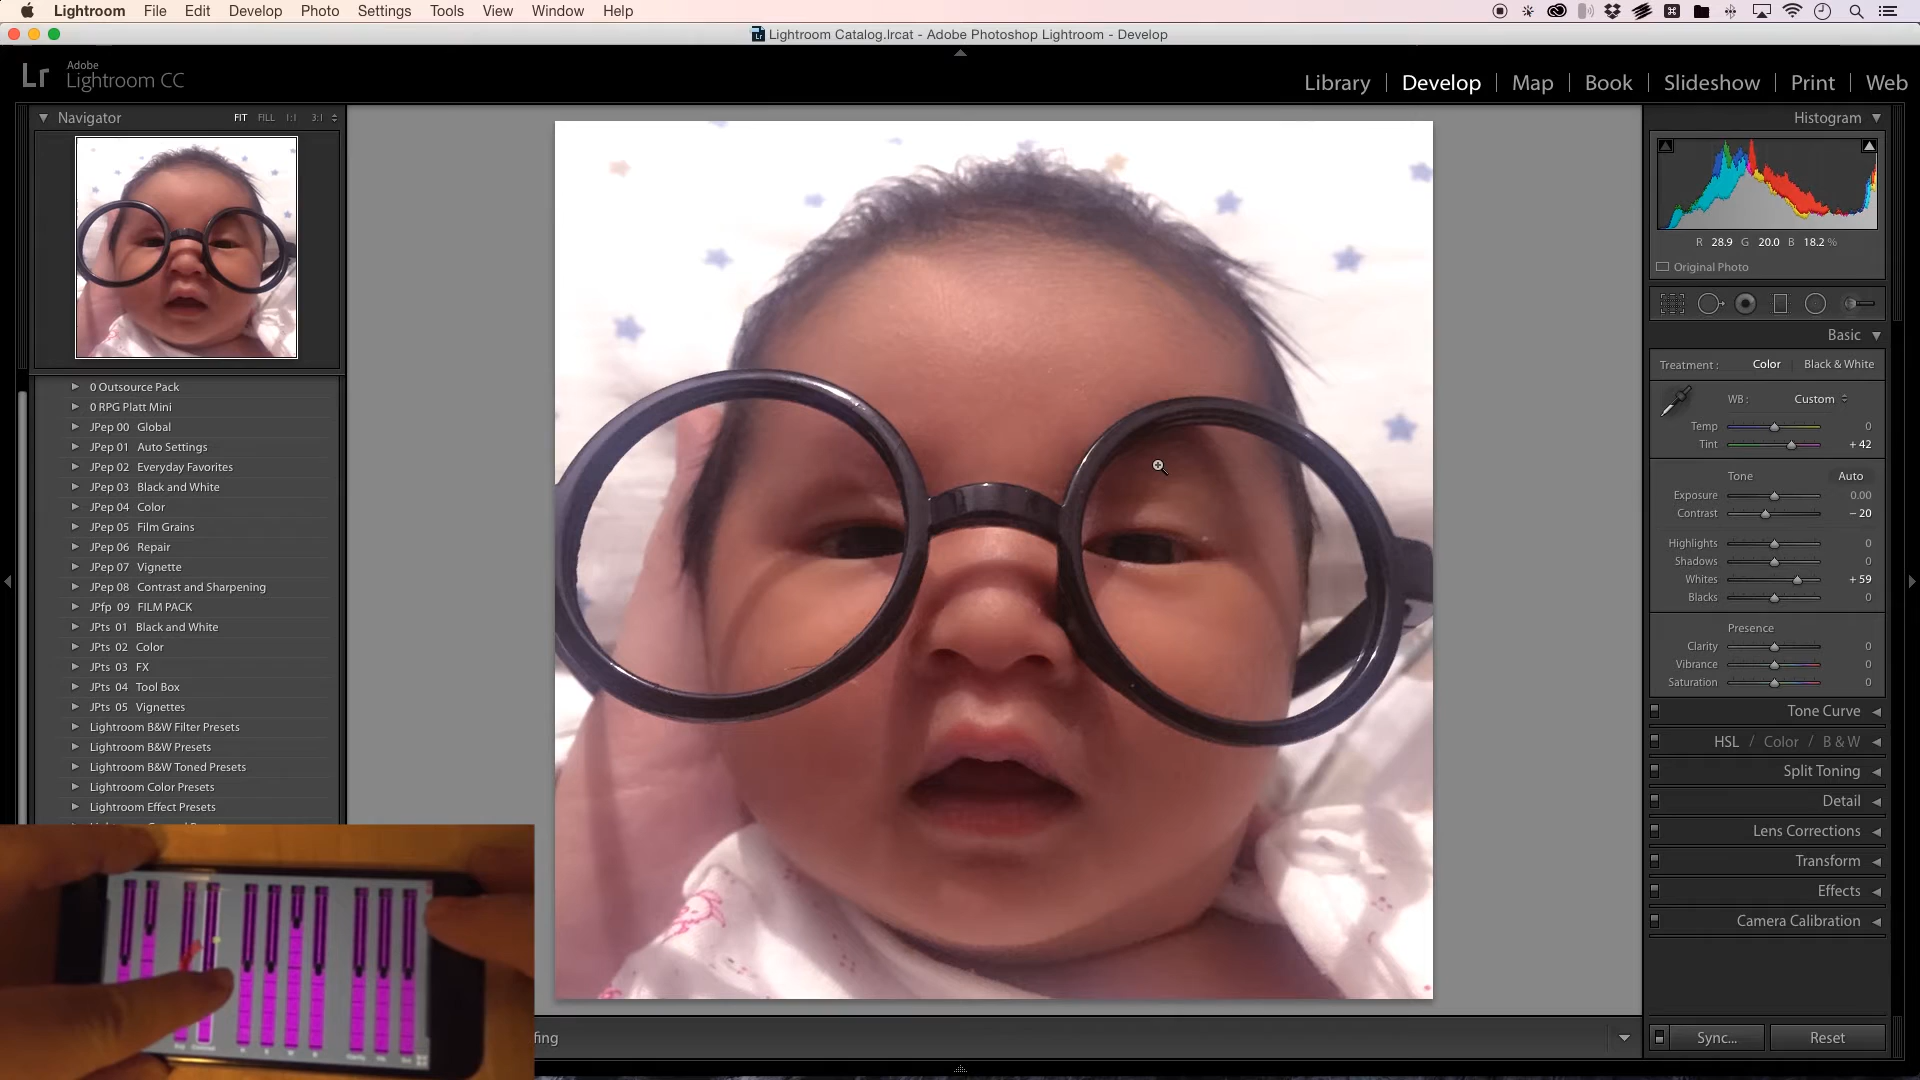 Lightroom File Edit Develop Photo Settings Tools View Window Help
Lightroom Catalog.lrcat - Adobe Photoshop Lightroom - Develop
Lr Adobe
Lightroom CC
Library Develop Map Book Slideshow Print Web
Navigator FIT FILL 1:1 3:1
0 Outsource Pack
0 RPG Platt Mini
JPep 00 Global
JPep 01 Auto Settings
JPep 02 Everyday Favorites
JPep 03 Black and White
JPep 04 Color
JPep 05 Film Grains
JPep 06 Repair
JPep 07 Vignette
JPep 08 Contrast and Sharpening
JPfp 09 FILM PACK
JPts 01 Black and White
JPts 02 Color
JPts 03 FX
JPts 04 Tool Box
JPts 05 Vignettes
Lightroom B&W Filter Presets
Lightroom B&W Presets
Lightroom B&W Toned Presets
Lightroom Color Presets
Lightroom Effect Presets
fing
Histogram
R 28.9 G 20.0 B 18.2 %
Original Photo
Basic
Treatment : Color Black & White
WB : Custom
Temp 0
Tint + 42
Tone Auto
Exposure 0.00
Contrast – 20
Highlights 0
Shadows 0
Whites + 59
Blacks 0
Presence
Clarity 0
Vibrance 0
Saturation 0
Tone Curve
HSL / Color / B & W
Split Toning
Detail
Lens Corrections
Transform
Effects
Camera Calibration
Sync... Reset